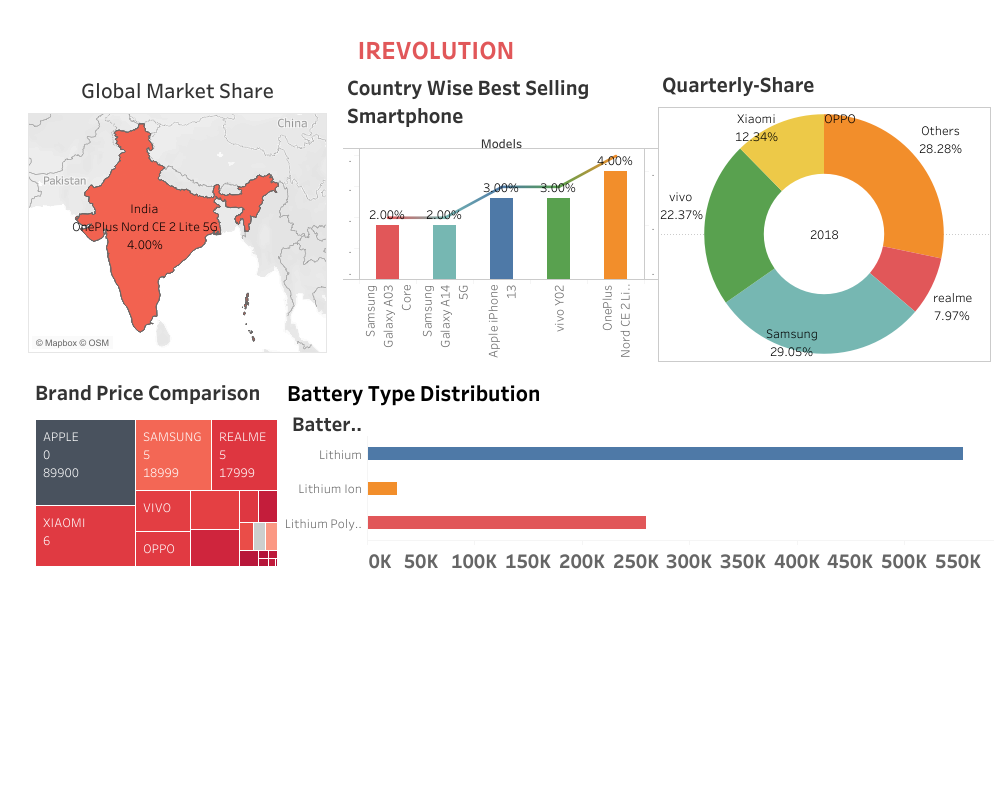 IREVOLUTION
Global Market Share
China
Pakistan
India
OnePlus Nord CE 2 Lite 5G
4.00%
© Mapbox © OSM
Country Wise Best Selling
Smartphone
Models
2.00%
2.00%
3.00%
3.00%
4.00%
Samsung
Galaxy A03
Core
Samsung
Galaxy A14
5G
Apple iPhone
13
vivo Y02
OnePlus
Nord CE 2 Li..
Quarterly-Share
Xiaomi
12.34%
OPPO
Others
28.28%
vivo
22.37%
2018
realme
7.97%
Samsung
29.05%
Brand Price Comparison
APPLE
0
89900
SAMSUNG
5
18999
REALME
5
17999
XIAOMI
6
VIVO
OPPO
Battery Type Distribution
Batter..
Lithium
Lithium Ion
Lithium Poly..
0K 50K 100K 150K 200K 250K 300K 350K 400K 450K 500K 550K